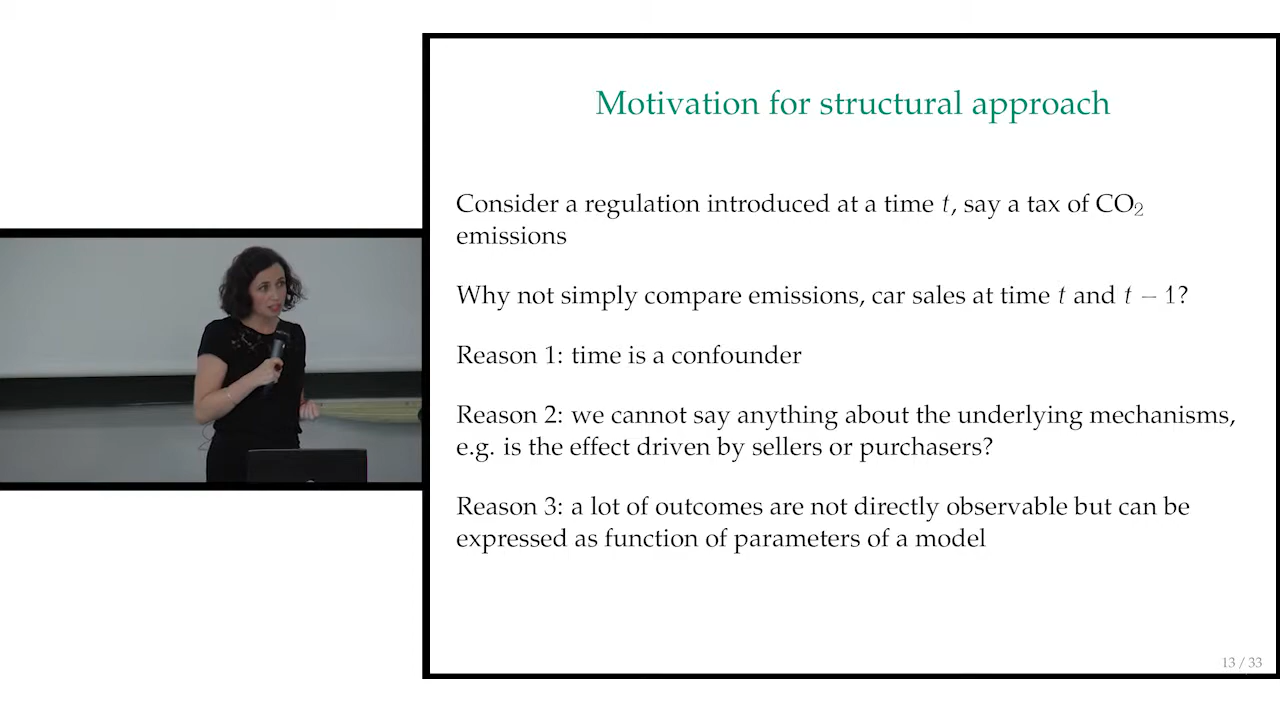 Motivation for structural approach
Consider a regulation introduced at a time t, say a tax of CO₂
emissions
Why not simply compare emissions, car sales at time t and t − 1?
Reason 1: time is a confounder
Reason 2: we cannot say anything about the underlying mechanisms,
e.g. is the effect driven by sellers or purchasers?
Reason 3: a lot of outcomes are not directly observable but can be
expressed as function of parameters of a model
13 / 33